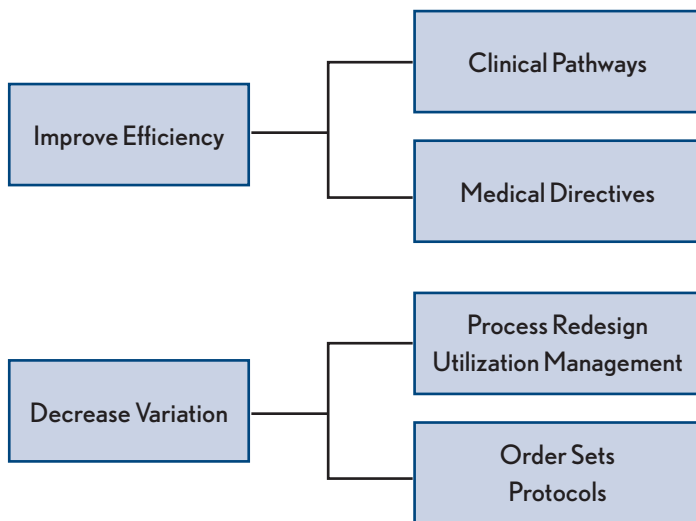 Improve Efficiency
Clinical Pathways
Medical Directives
Decrease Variation
Process Redesign
Utilization Management
Order Sets
Protocols